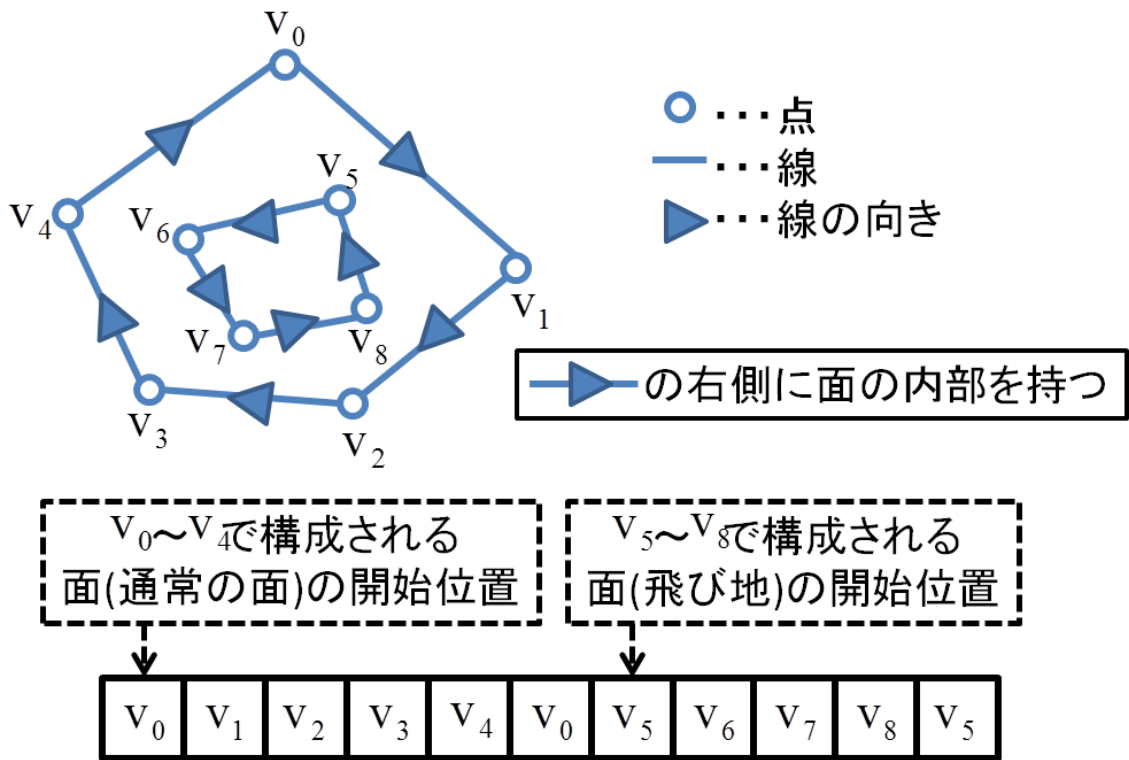 V0
V5
V6
V4
V1
V7
V8
V3
V2
・・・点
・・・線
・・・線の向き
の右側に面の内部を持つ
V0～V4で構成される
面(通常の面)の開始位置
V5～V8で構成される
面(飛び地)の開始位置
V0 V1 V2 V3 V4 V0 V5 V6 V7 V8 V5